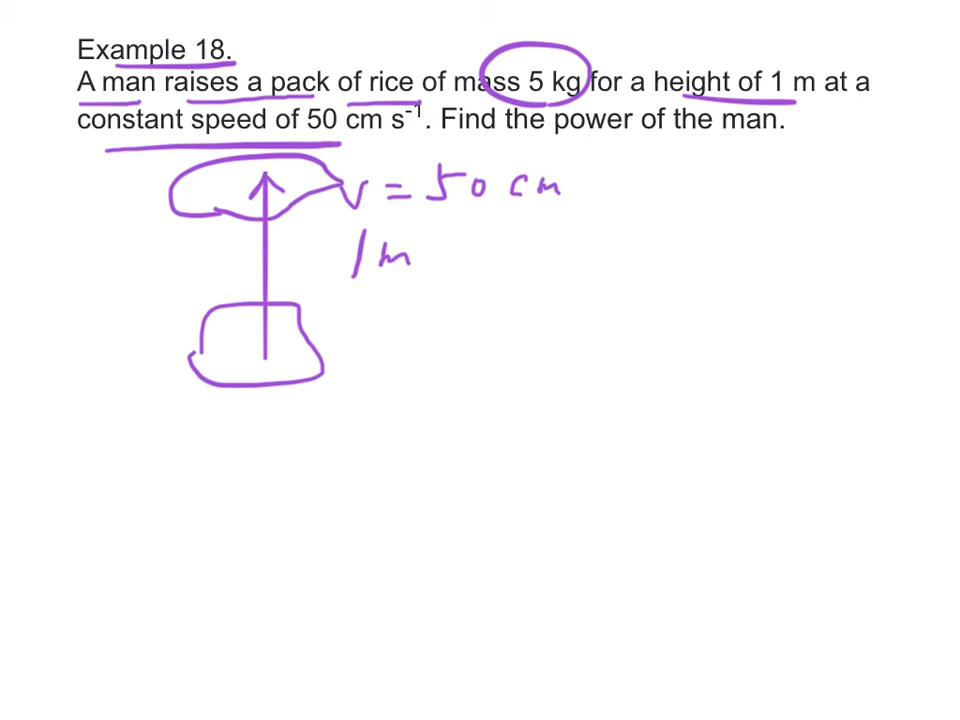 Example 18.
A man raises a pack of rice of mass 5 kg for a height of 1 m at a
constant speed of 50 cm s⁻¹. Find the power of the man.
v = 50 cm
1 m